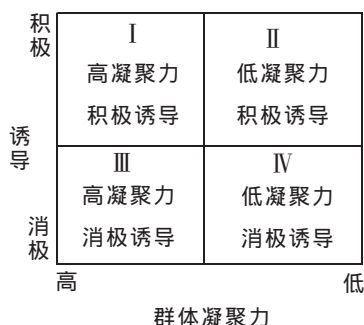 积极
Ⅰ
高凝聚力
积极诱导
Ⅱ
低凝聚力
积极诱导
诱导
Ⅲ
高凝聚力
消极诱导
Ⅳ
低凝聚力
消极诱导
消极
高
低
群体凝聚力